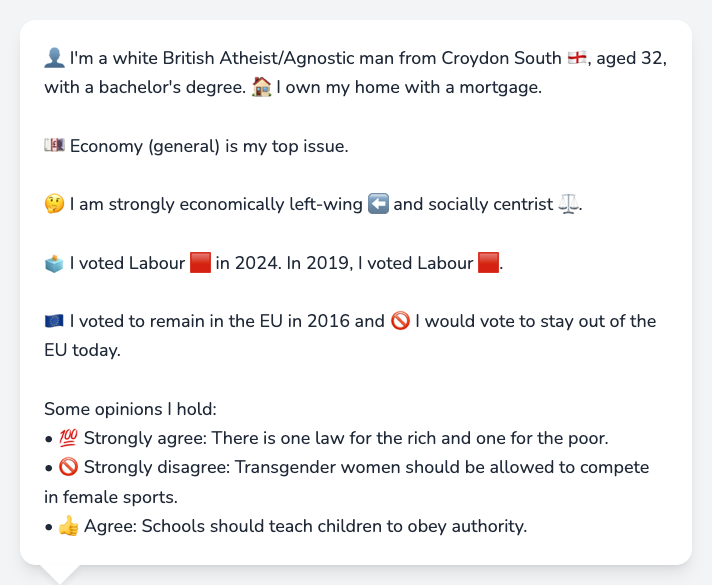 👤 I'm a white British Atheist/Agnostic man from Croydon South 🏴󠁧󠁢󠁥󠁮󠁧󠁿, aged 32,
with a bachelor's degree. 🏠 I own my home with a mortgage.
💷 Economy (general) is my top issue.
🤔 I am strongly economically left-wing ⬅️ and socially centrist ⚖️.
🗳️ I voted Labour 🟥 in 2024. In 2019, I voted Labour 🟥.
🇪🇺 I voted to remain in the EU in 2016 and 🚫 I would vote to stay out of the
EU today.
Some opinions I hold:
• 💯 Strongly agree: There is one law for the rich and one for the poor.
• 🚫 Strongly disagree: Transgender women should be allowed to compete
in female sports.
• 👍 Agree: Schools should teach children to obey authority.